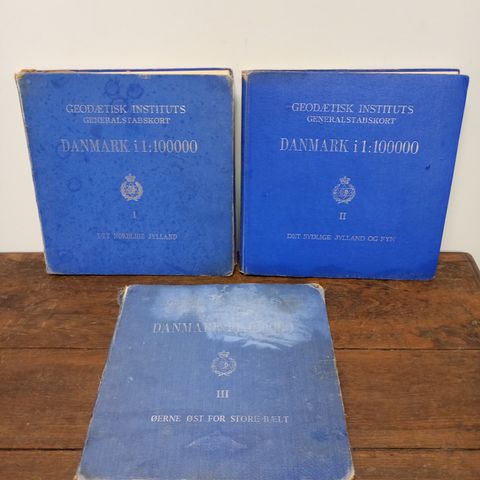 GEODÆTISK INSTITUTS
GENERALSTABSKORT
DANMARK i 1:100000
I
DET NORDLIGE JYLLAND
GEODÆTISK INSTITUTS
GENERALSTABSKORT
DANMARK i 1:100000
II
DET SYDLIGE JYLLAND OG FYN
DANMARK
III
ØERNE ØST FOR STORE-BÆLT